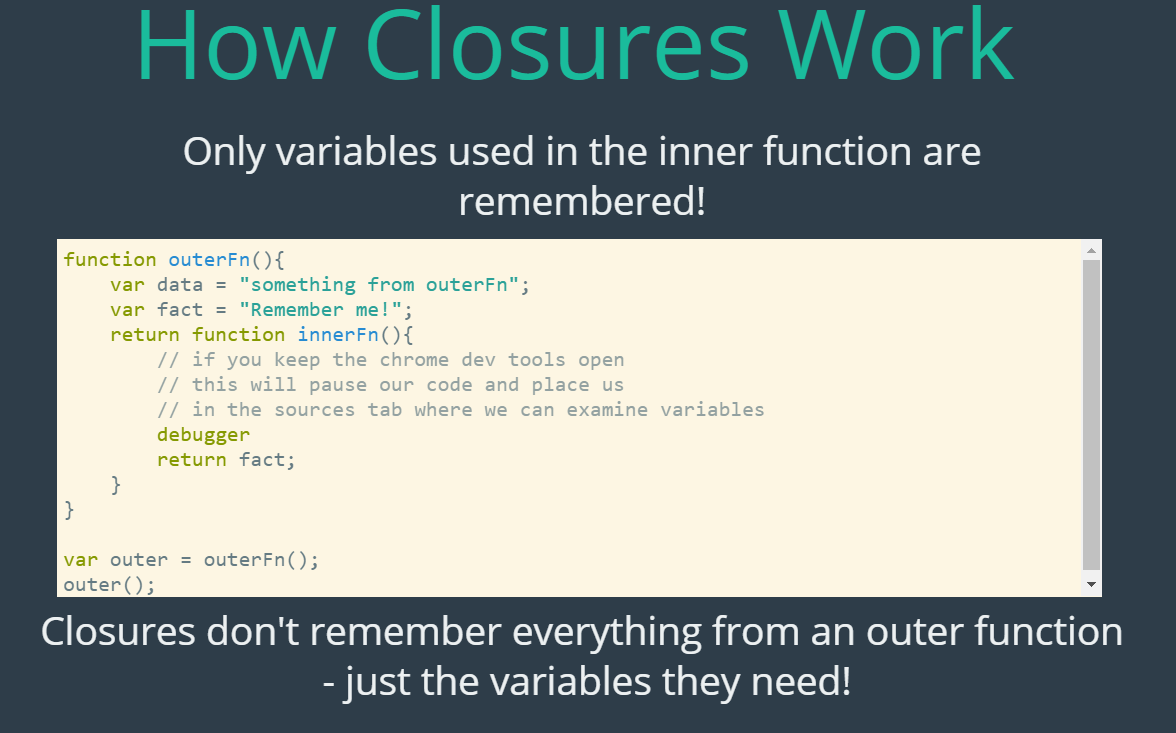 How Closures Work
Only variables used in the inner function are
remembered!
function outerFn(){
    var data = "something from outerFn";
    var fact = "Remember me!";
    return function innerFn(){
        // if you keep the chrome dev tools open
        // this will pause our code and place us
        // in the sources tab where we can examine variables
        debugger
        return fact;
    }
}

var outer = outerFn();
outer();
Closures don't remember everything from an outer function
- just the variables they need!